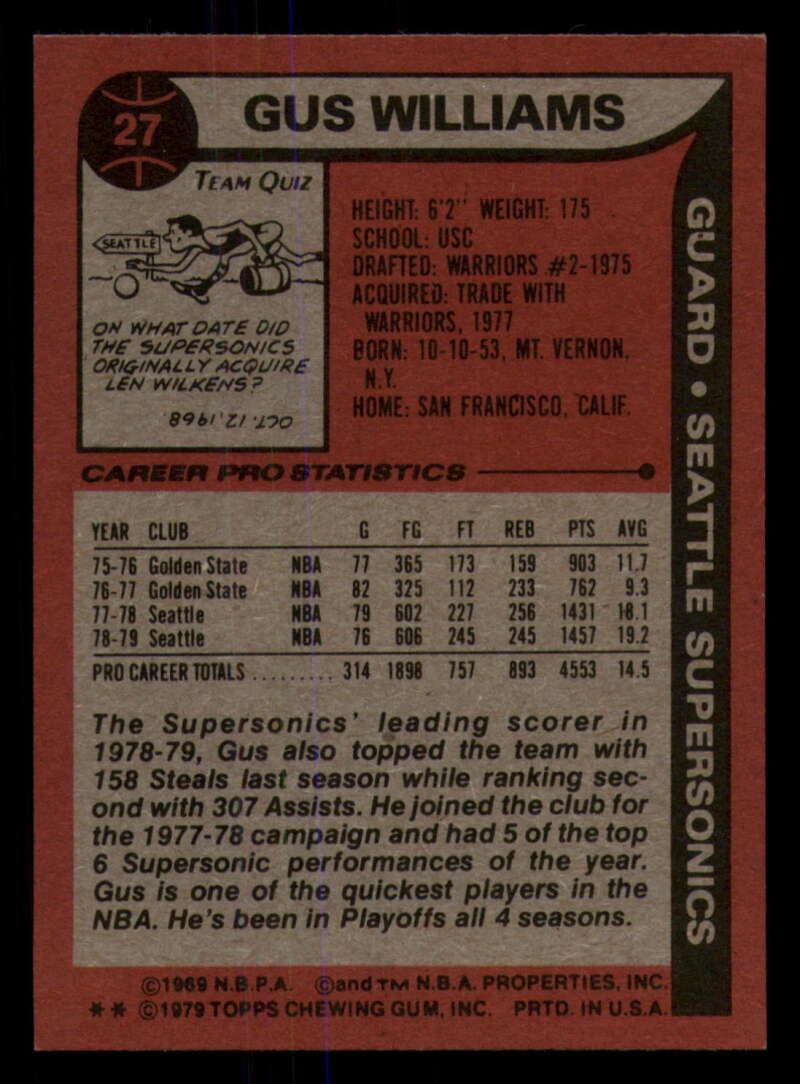 27
GUS WILLIAMS
TEAM QUIZ
SEATTLE
ON WHAT DATE DID
THE SUPERSONICS
ORIGINALLY ACQUIRE
LEN WILKENS?
OCT. 12, 1968
HEIGHT: 6'2" WEIGHT: 175
SCHOOL: USC
DRAFTED: WARRIORS #2-1975
ACQUIRED: TRADE WITH
WARRIORS, 1977
BORN: 10-10-53, MT. VERNON,
N.Y.
HOME: SAN FRANCISCO, CALIF.
GUARD • SEATTLE SUPERSONICS
CAREER PRO STATISTICS
YEAR CLUB G FG FT REB PTS AVG
75-76 Golden State NBA 77 365 173 159 903 11.7
76-77 Golden State NBA 82 325 112 233 762 9.3
77-78 Seattle NBA 79 602 227 256 1431 18.1
78-79 Seattle NBA 76 606 245 245 1457 19.2
PRO CAREER TOTALS ......... 314 1898 757 893 4553 14.5
The Supersonics' leading scorer in
1978-79, Gus also topped the team with
158 Steals last season while ranking sec-
ond with 307 Assists. He joined the club for
the 1977-78 campaign and had 5 of the top
6 Supersonic performances of the year.
Gus is one of the quickest players in the
NBA. He's been in Playoffs all 4 seasons.
©1969 N.B.P.A. ©and TM N.B.A. PROPERTIES, INC.
** ©1979 TOPPS CHEWING GUM, INC. PRTD. IN U.S.A.